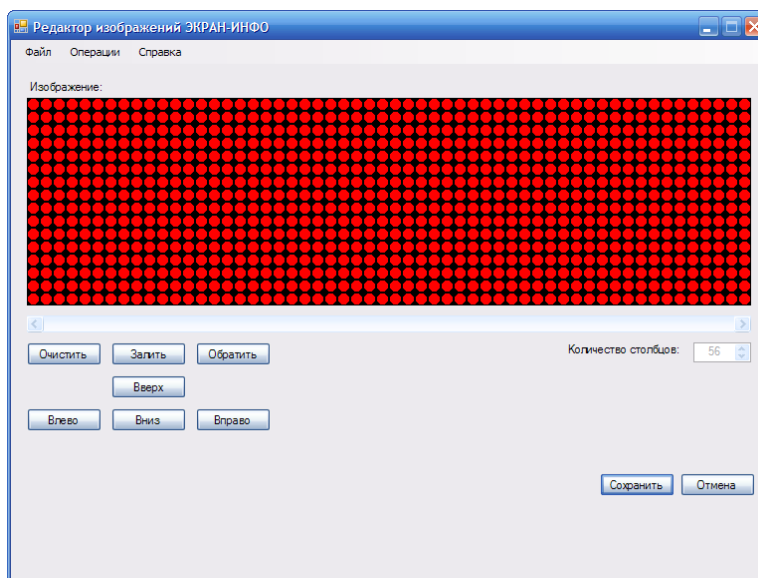 Редактор изображений ЭКРАН-ИНФО
Файл Операции Справка
Изображение:
Очистить Залить Обратить Количество столбцов: 56
Вверх
Влево Вниз Вправо
Сохранить Отмена